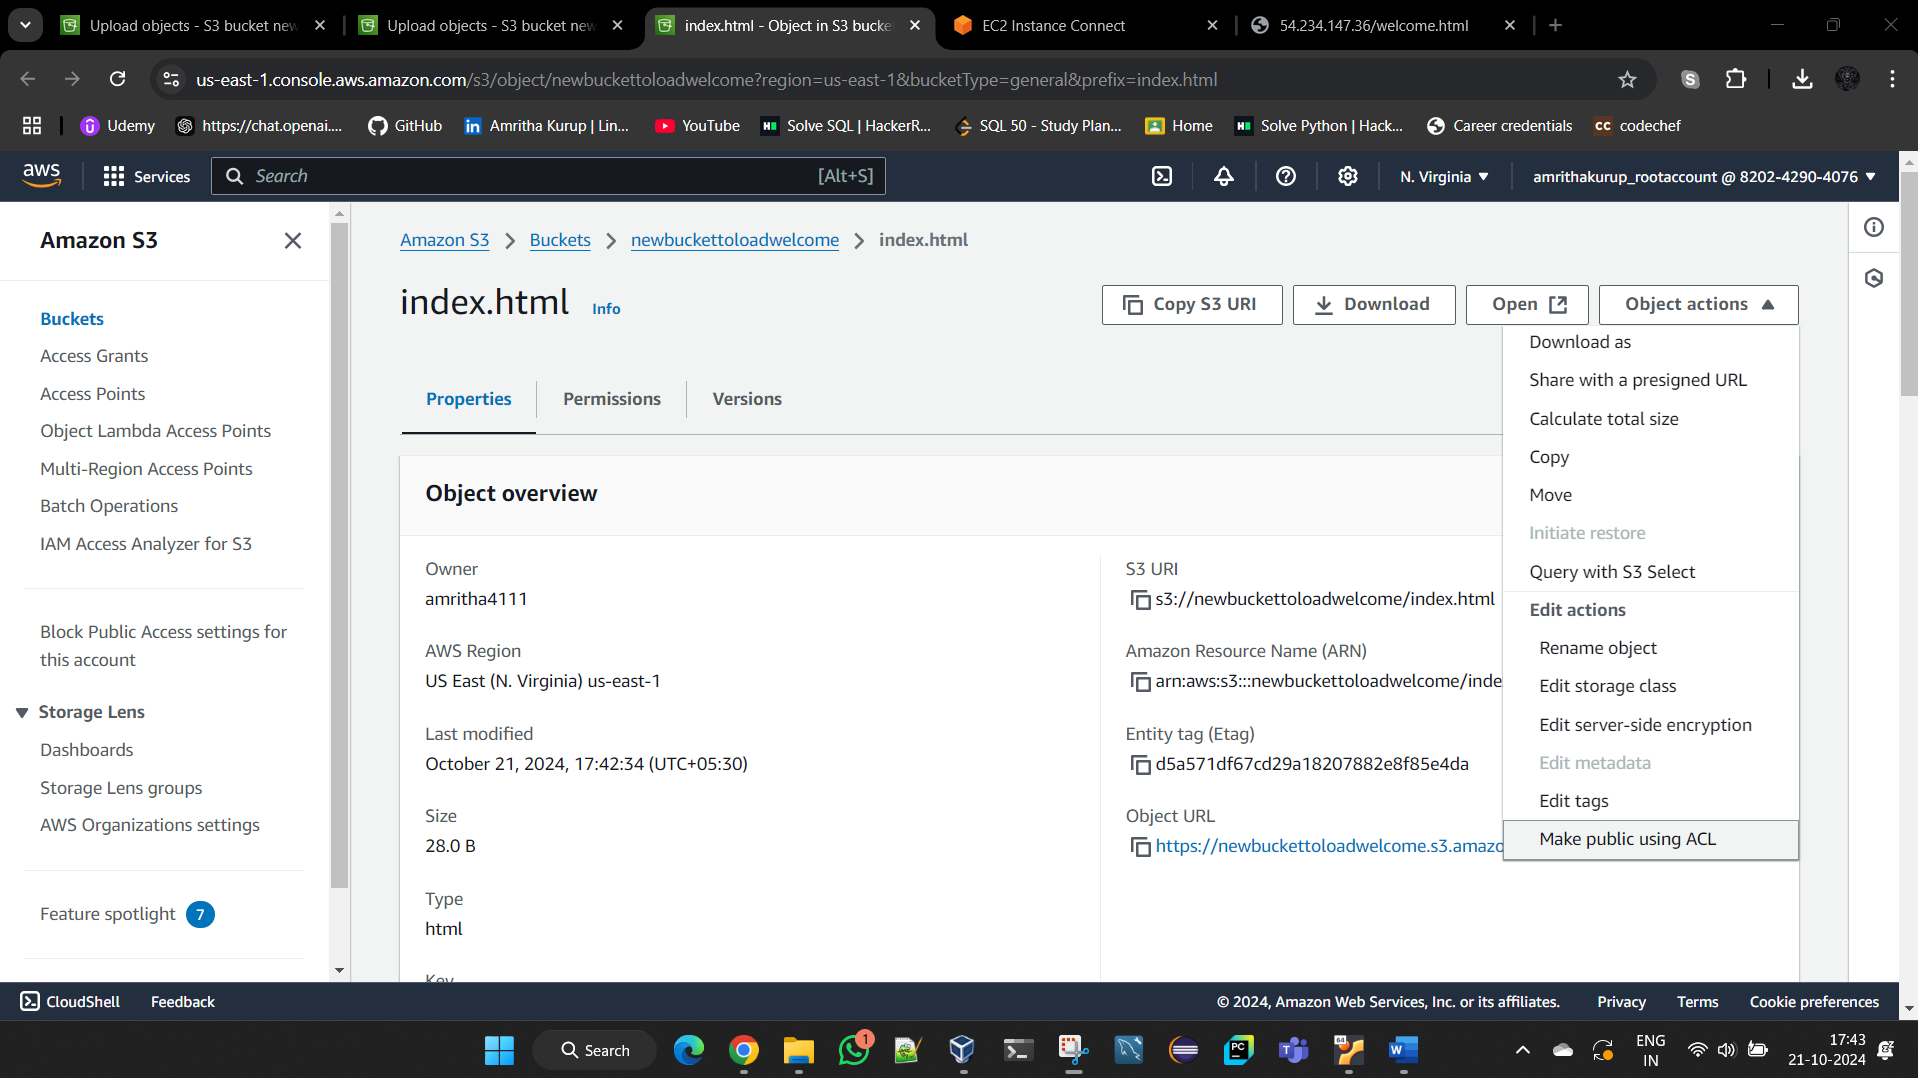 Upload objects - S3 bucket new
Upload objects - S3 bucket new
index.html - Object in S3 bucke
EC2 Instance Connect
54.234.147.36/welcome.html
us-east-1.console.aws.amazon.com/s3/object/newbuckettoloadwelcome?region=us-east-1&bucketType=general&prefix=index.html
Udemy
https://chat.openai....
GitHub
Amritha Kurup | Lin...
YouTube
Solve SQL | HackerR...
SQL 50 - Study Plan...
Home
Solve Python | Hack...
Career credentials
CC codechef
aws
Services
Search
[Alt+S]
N. Virginia
amrithakurup_rootaccount @ 8202-4290-4076
Amazon S3
Buckets
Access Grants
Access Points
Object Lambda Access Points
Multi-Region Access Points
Batch Operations
IAM Access Analyzer for S3
Block Public Access settings for
this account
Storage Lens
Dashboards
Storage Lens groups
AWS Organizations settings
Feature spotlight 7
Amazon S3 > Buckets > newbuckettoloadwelcome > index.html
index.html Info
Copy S3 URI
Download
Open
Object actions
Properties
Permissions
Versions
Object overview
Owner
amritha4111
AWS Region
US East (N. Virginia) us-east-1
Last modified
October 21, 2024, 17:42:34 (UTC+05:30)
Size
28.0 B
Type
html
Key
S3 URI
s3://newbuckettoloadwelcome/index.html
Amazon Resource Name (ARN)
arn:aws:s3:::newbuckettoloadwelcome/inde
Entity tag (Etag)
d5a571df67cd29a18207882e8f85e4da
Object URL
https://newbuckettoloadwelcome.s3.amazo
Download as
Share with a presigned URL
Calculate total size
Copy
Move
Initiate restore
Query with S3 Select
Edit actions
Rename object
Edit storage class
Edit server-side encryption
Edit metadata
Edit tags
Make public using ACL
CloudShell
Feedback
© 2024, Amazon Web Services, Inc. or its affiliates.
Privacy
Terms
Cookie preferences
Search
1
PC
64
W
ENG
IN
17:43
21-10-2024